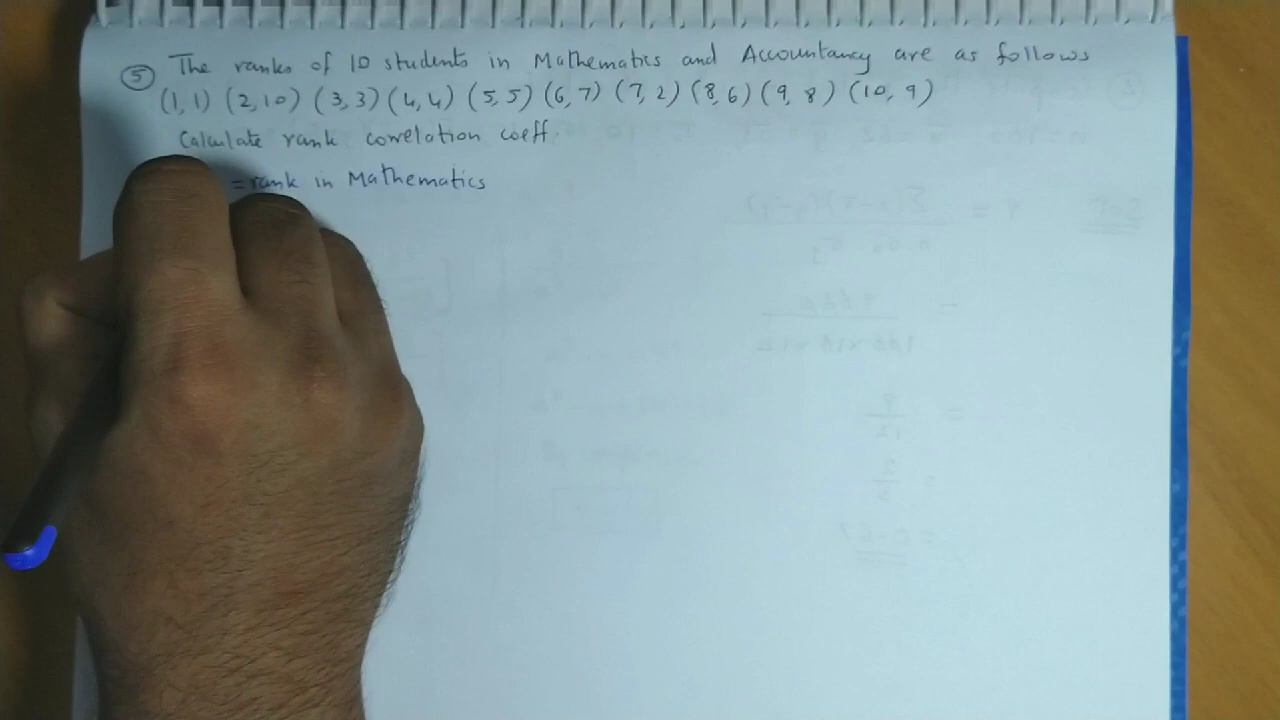 5 The ranks of 10 students in Mathematics and Accountancy are as follows
(1,1) (2,10) (3,3) (4,4) (5,5) (6,7) (7,2) (8,6) (9,8) (10,9)
Calculate rank correlation coeff.
= rank in Mathematics